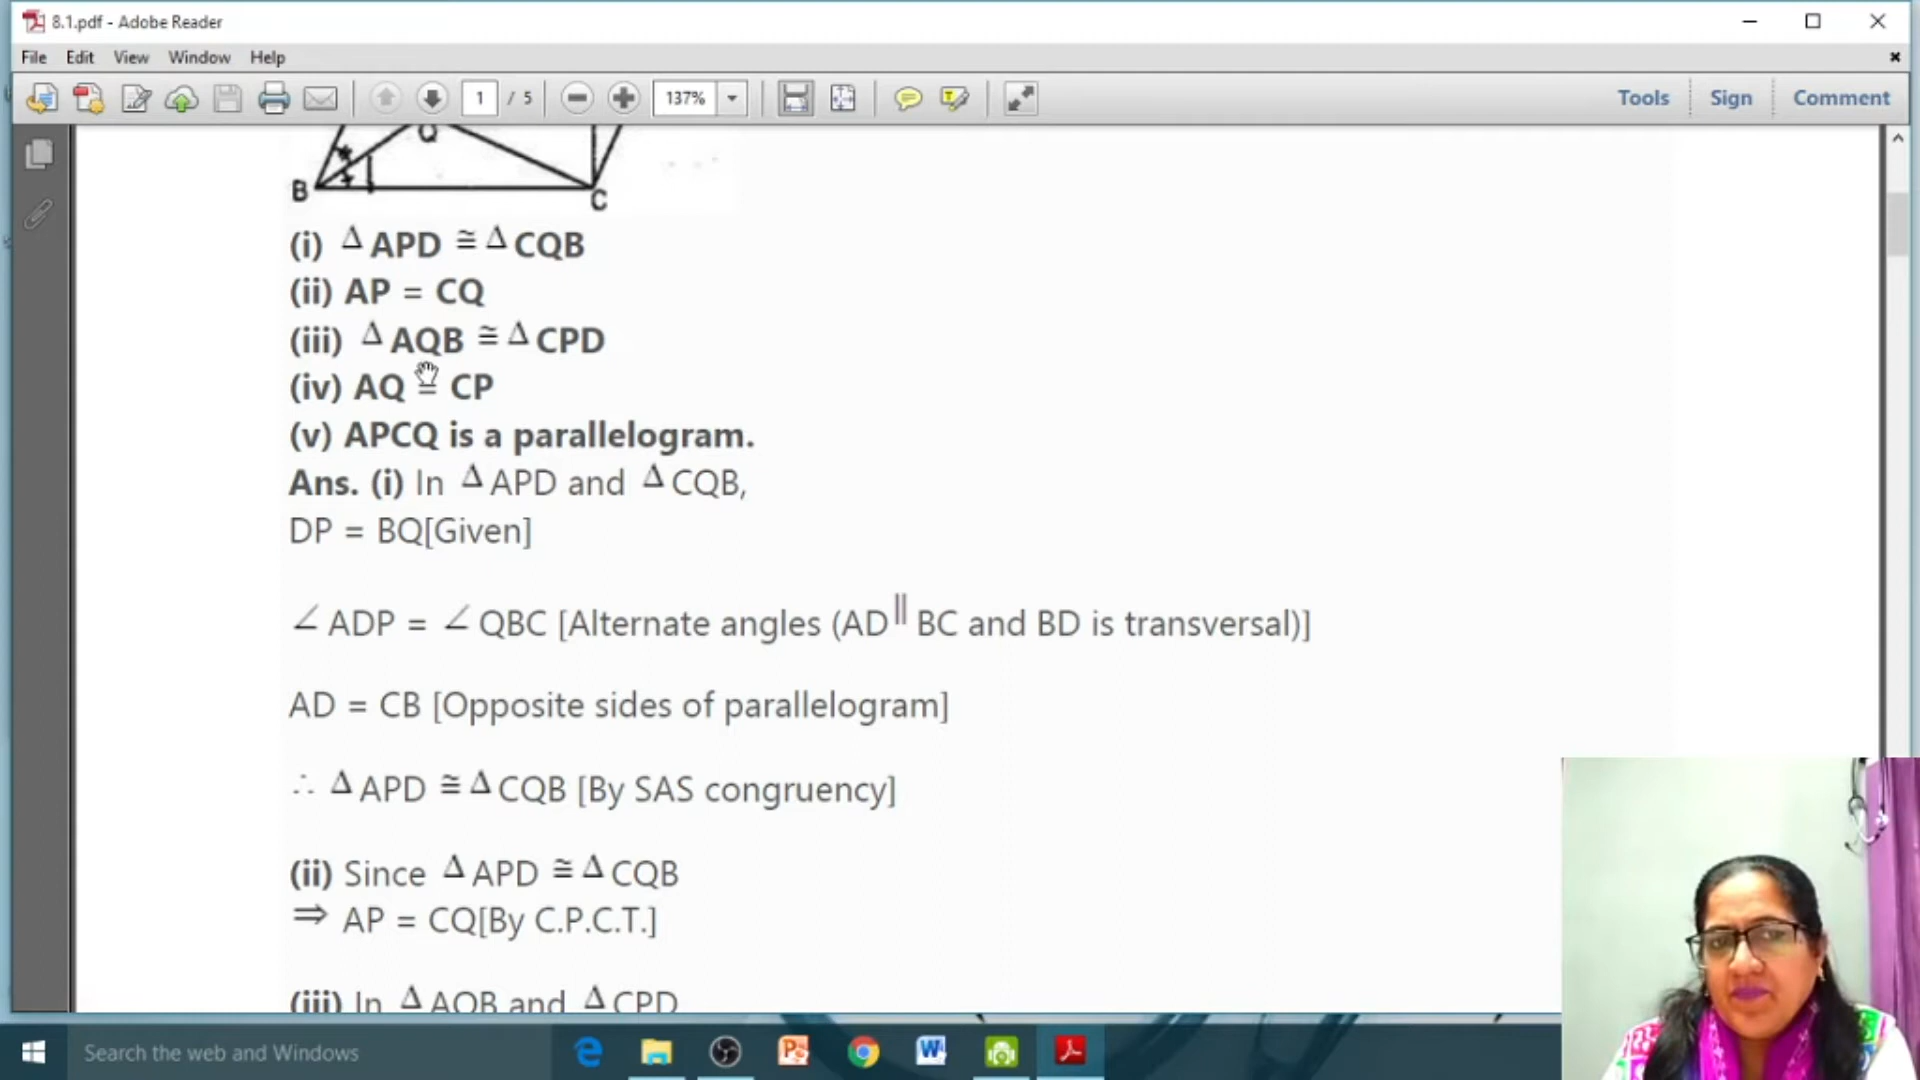 8.1.pdf - Adobe Reader
File Edit View Window Help
1 / 5 137% Tools Sign Comment
Q
B C
(i) Δ APD ≅ Δ CQB
(ii) AP = CQ
(iii) Δ AQB ≅ Δ CPD
(iv) AQ = CP
(v) APCQ is a parallelogram.
Ans. (i) In Δ APD and Δ CQB,
DP = BQ[Given]
∠ ADP = ∠ QBC [Alternate angles (AD ∥ BC and BD is transversal)]
AD = CB [Opposite sides of parallelogram]
∴ Δ APD ≅ Δ CQB [By SAS congruency]
(ii) Since Δ APD ≅ Δ CQB
⇒ AP = CQ[By C.P.C.T.]
(iii) In Δ AQB and Δ CPD
Search the web and Windows